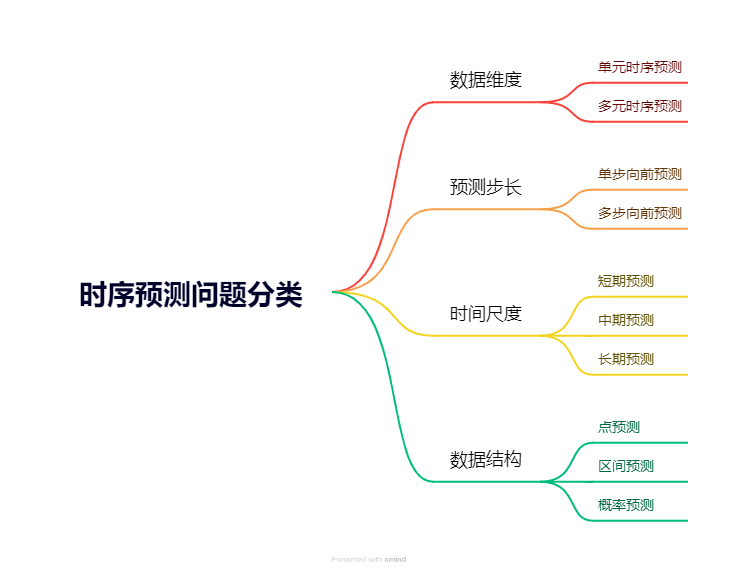 时序预测问题分类
数据维度
单元时序预测
多元时序预测
预测步长
单步向前预测
多步向前预测
时间尺度
短期预测
中期预测
长期预测
数据结构
点预测
区间预测
概率预测
Presented with xmind